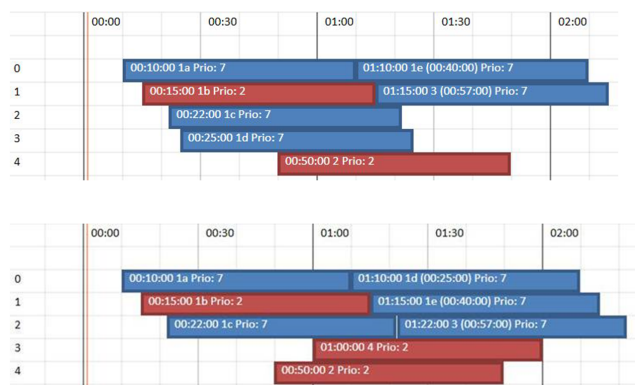 00:00 00:30 01:00 01:30 02:00
0 00:10:00 1a Prio: 7 01:10:00 1e (00:40:00) Prio: 7
1 00:15:00 1b Prio: 2 01:15:00 3 (00:57:00) Prio: 7
2 00:22:00 1c Prio: 7
3 00:25:00 1d Prio: 7
4 00:50:00 2 Prio: 2
00:00 00:30 01:00 01:30 02:00
0 00:10:00 1a Prio: 7 01:10:00 1d (00:25:00) Prio: 7
1 00:15:00 1b Prio: 2 01:15:00 1e (00:40:00) Prio: 7
2 00:22:00 1c Prio: 7 01:22:00 3 (00:57:00) Prio: 7
3 01:00:00 4 Prio: 2
4 00:50:00 2 Prio: 2